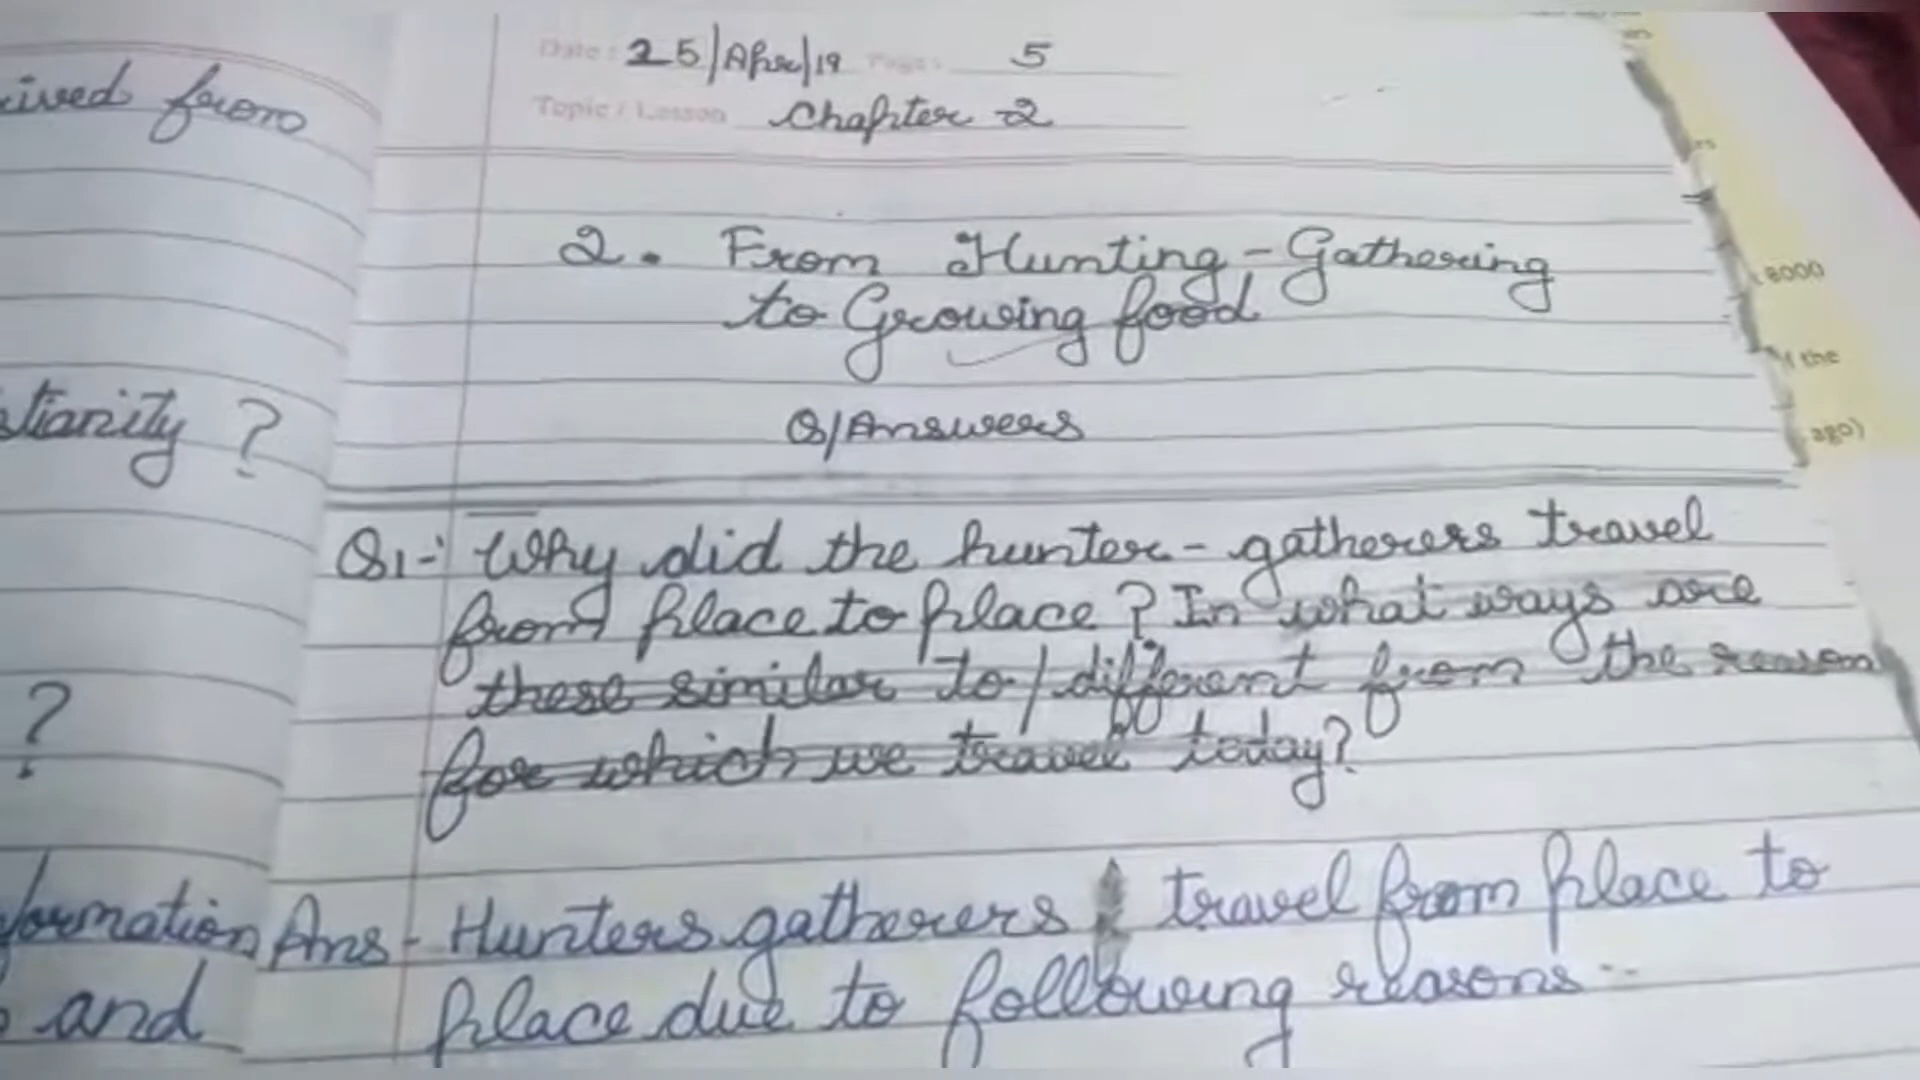 ived from
tianity ?
?
formation
and
Date : 25/Apr/19 Page : 5
Topic / Lesson Chapter -2
2. From Hunting-Gathering
to Growing food
Q/Answers
Q1-: Why did the hunter-gatherers travel
from place to place? In what ways are
these similar to/different from the reason
for which we travel today?
Ans- Hunters gatherers travel from place to
place due to following reasons :-
8000
the
ago)